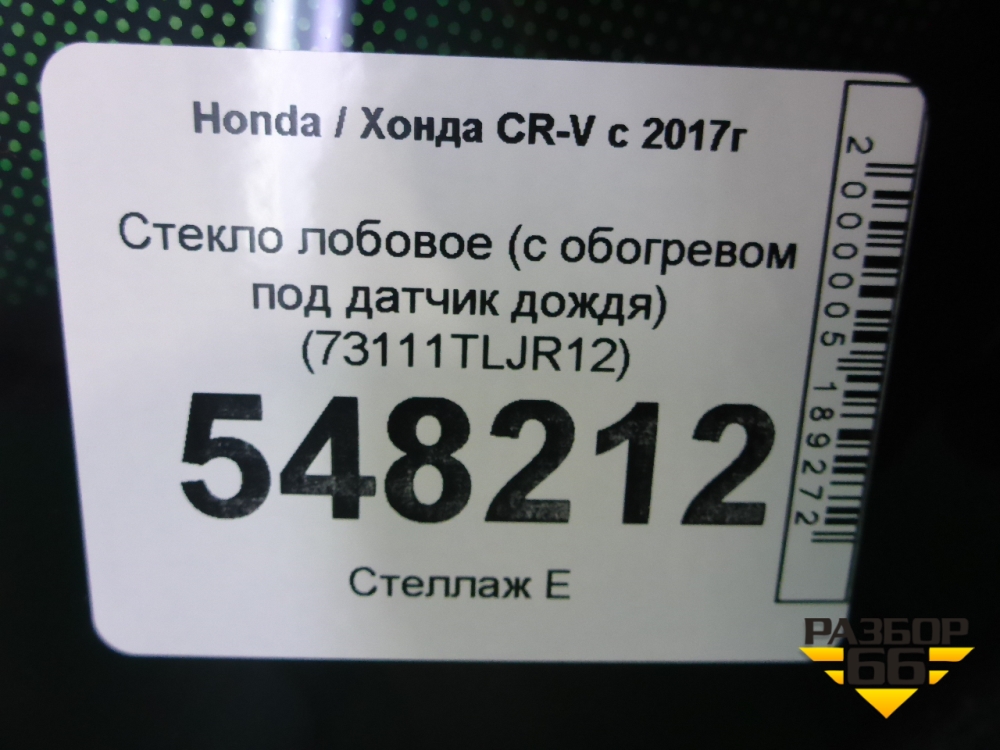 Honda / Хонда CR-V с 2017г
Стекло лобовое (с обогревом
под датчик дождя)
(73111TLJR12)
548212
Стеллаж Е
2000005189272
РАЗБОР
66